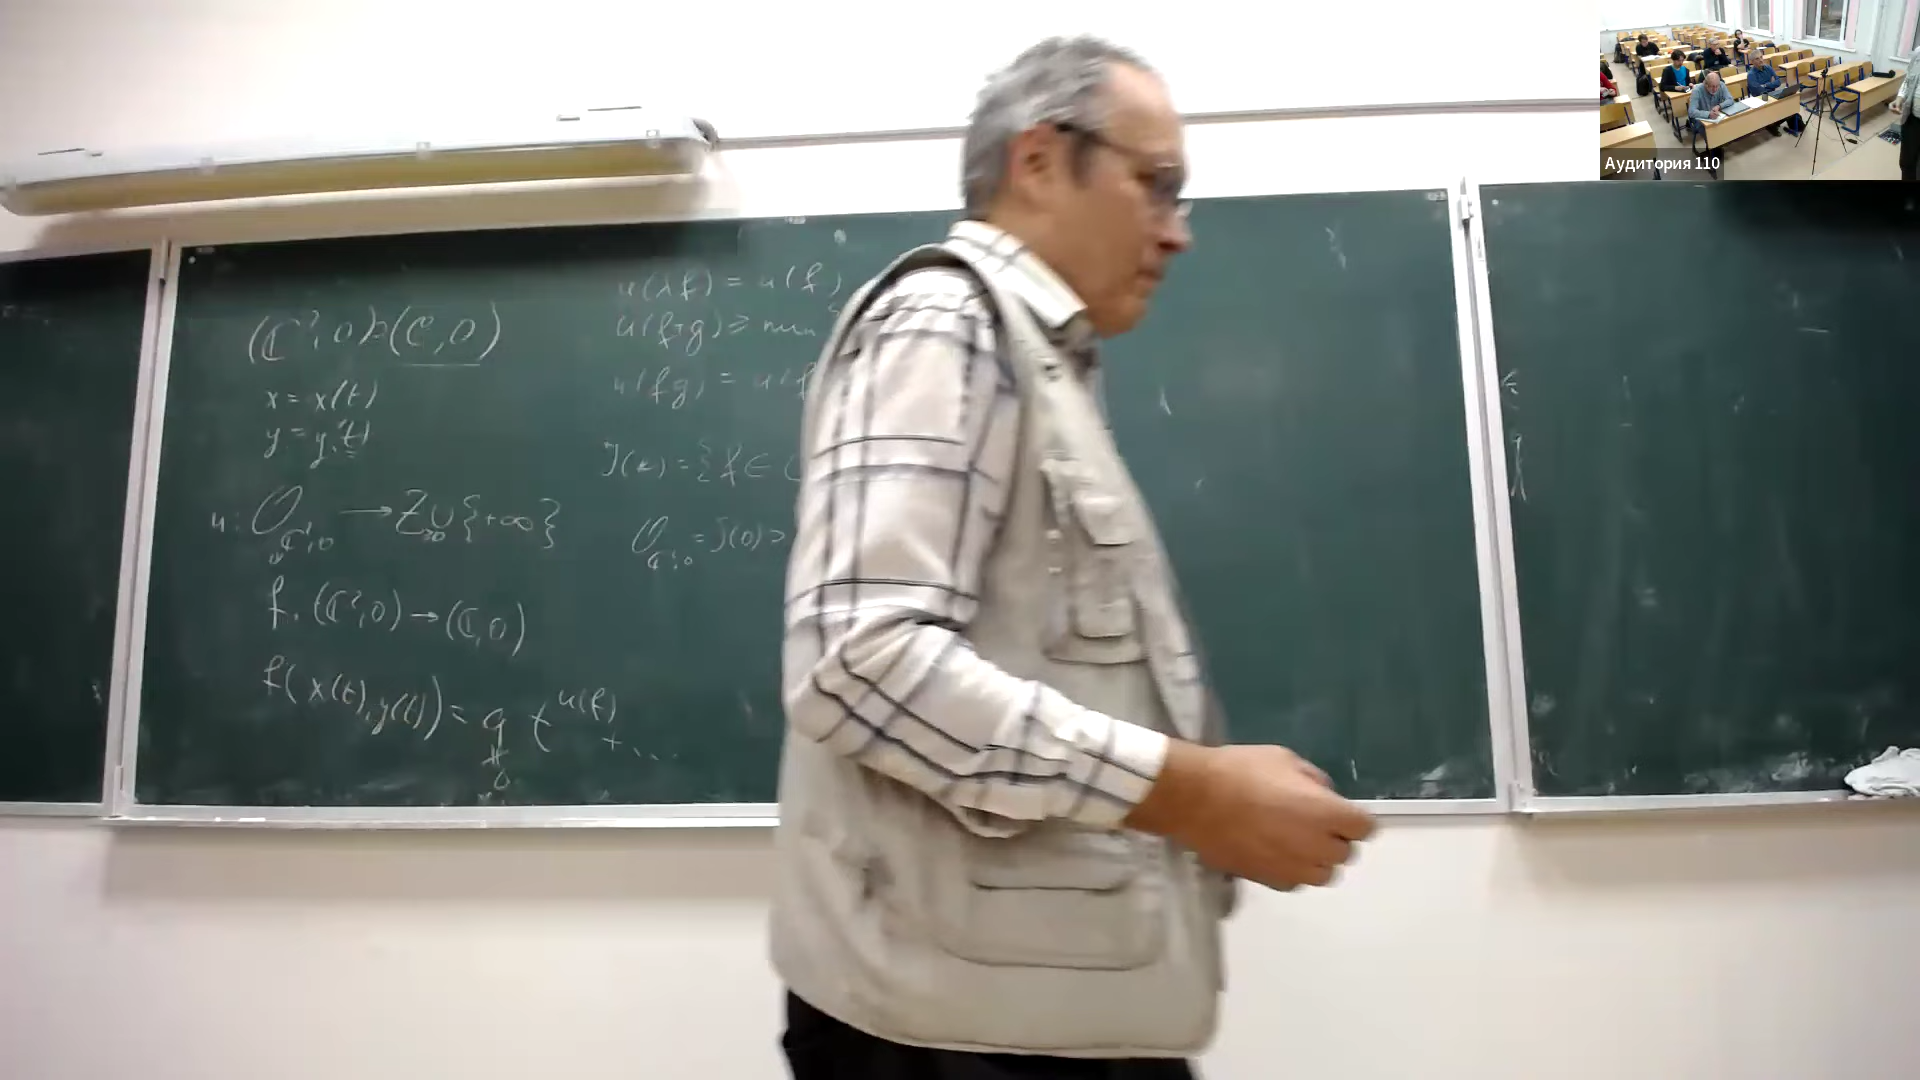 (ℂ²,0)⊃(C,0)
x = x(t)
y = y(t)
u: 𝒪_{ℂ²,0} → ℤ_{≥0} ∪ {+∞}
f: (ℂ²,0) → (ℂ,0)
f(x(t),y(t)) = a t^{u(f)} + ...
≠
0
u(λf) = u(f)
u(f+g) ≥ min
u(fg) = u(f
J(u) = {f ∈
𝒪_{ℂ²,0} = J(0) ⊃
Аудитория 110